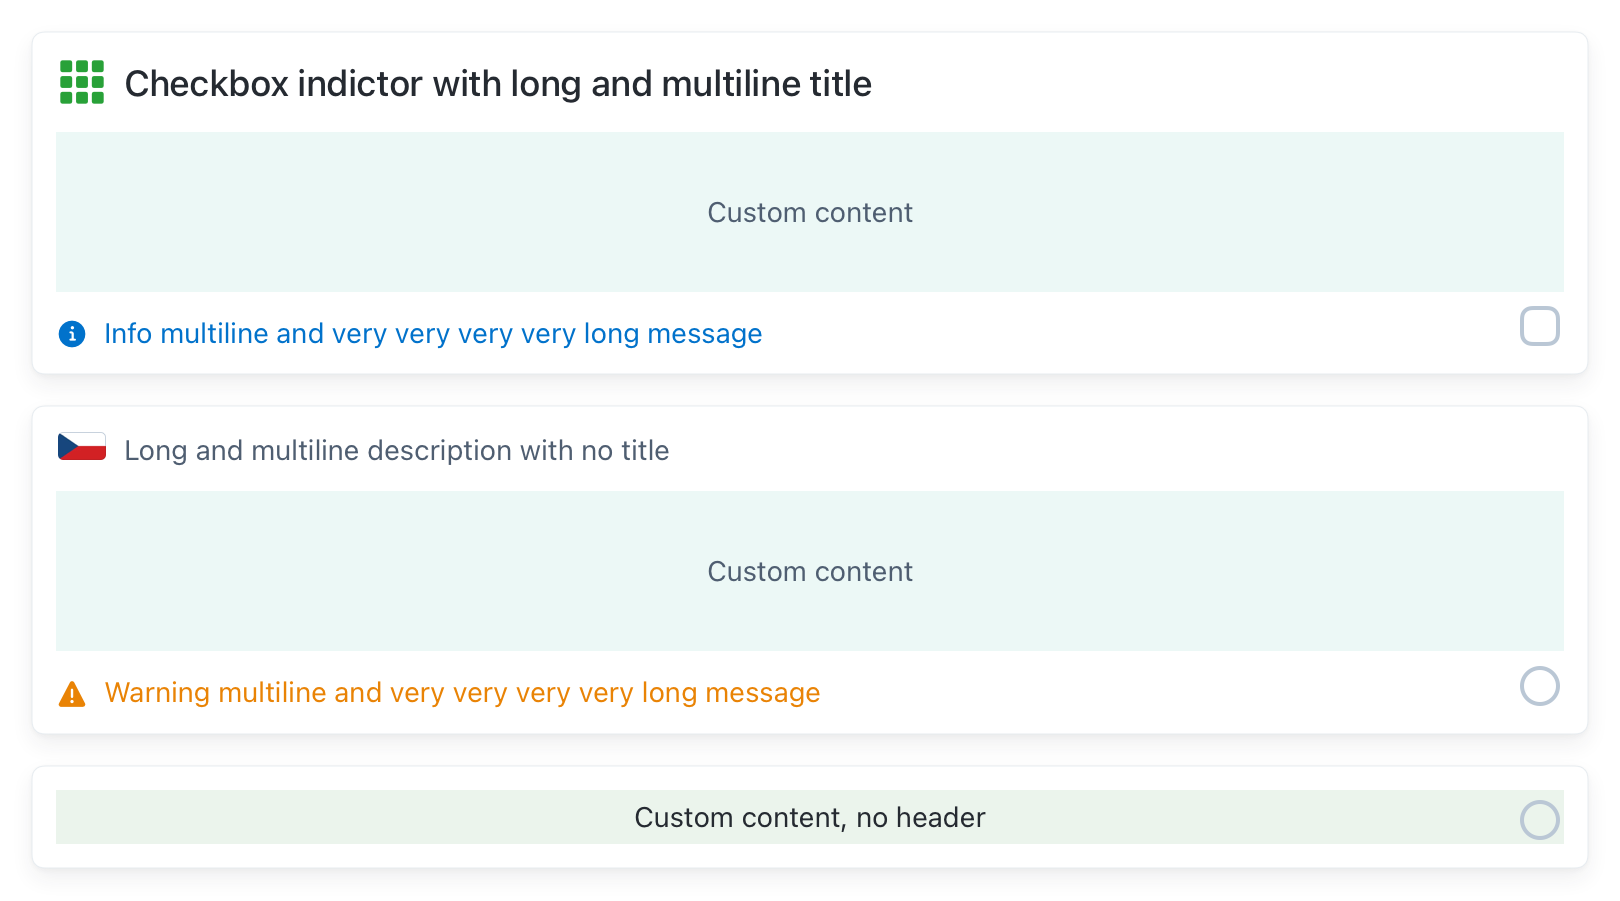 Checkbox indictor with long and multiline title
Custom content
Info multiline and very very very very long message
Long and multiline description with no title
Custom content
Warning multiline and very very very very long message
Custom content, no header